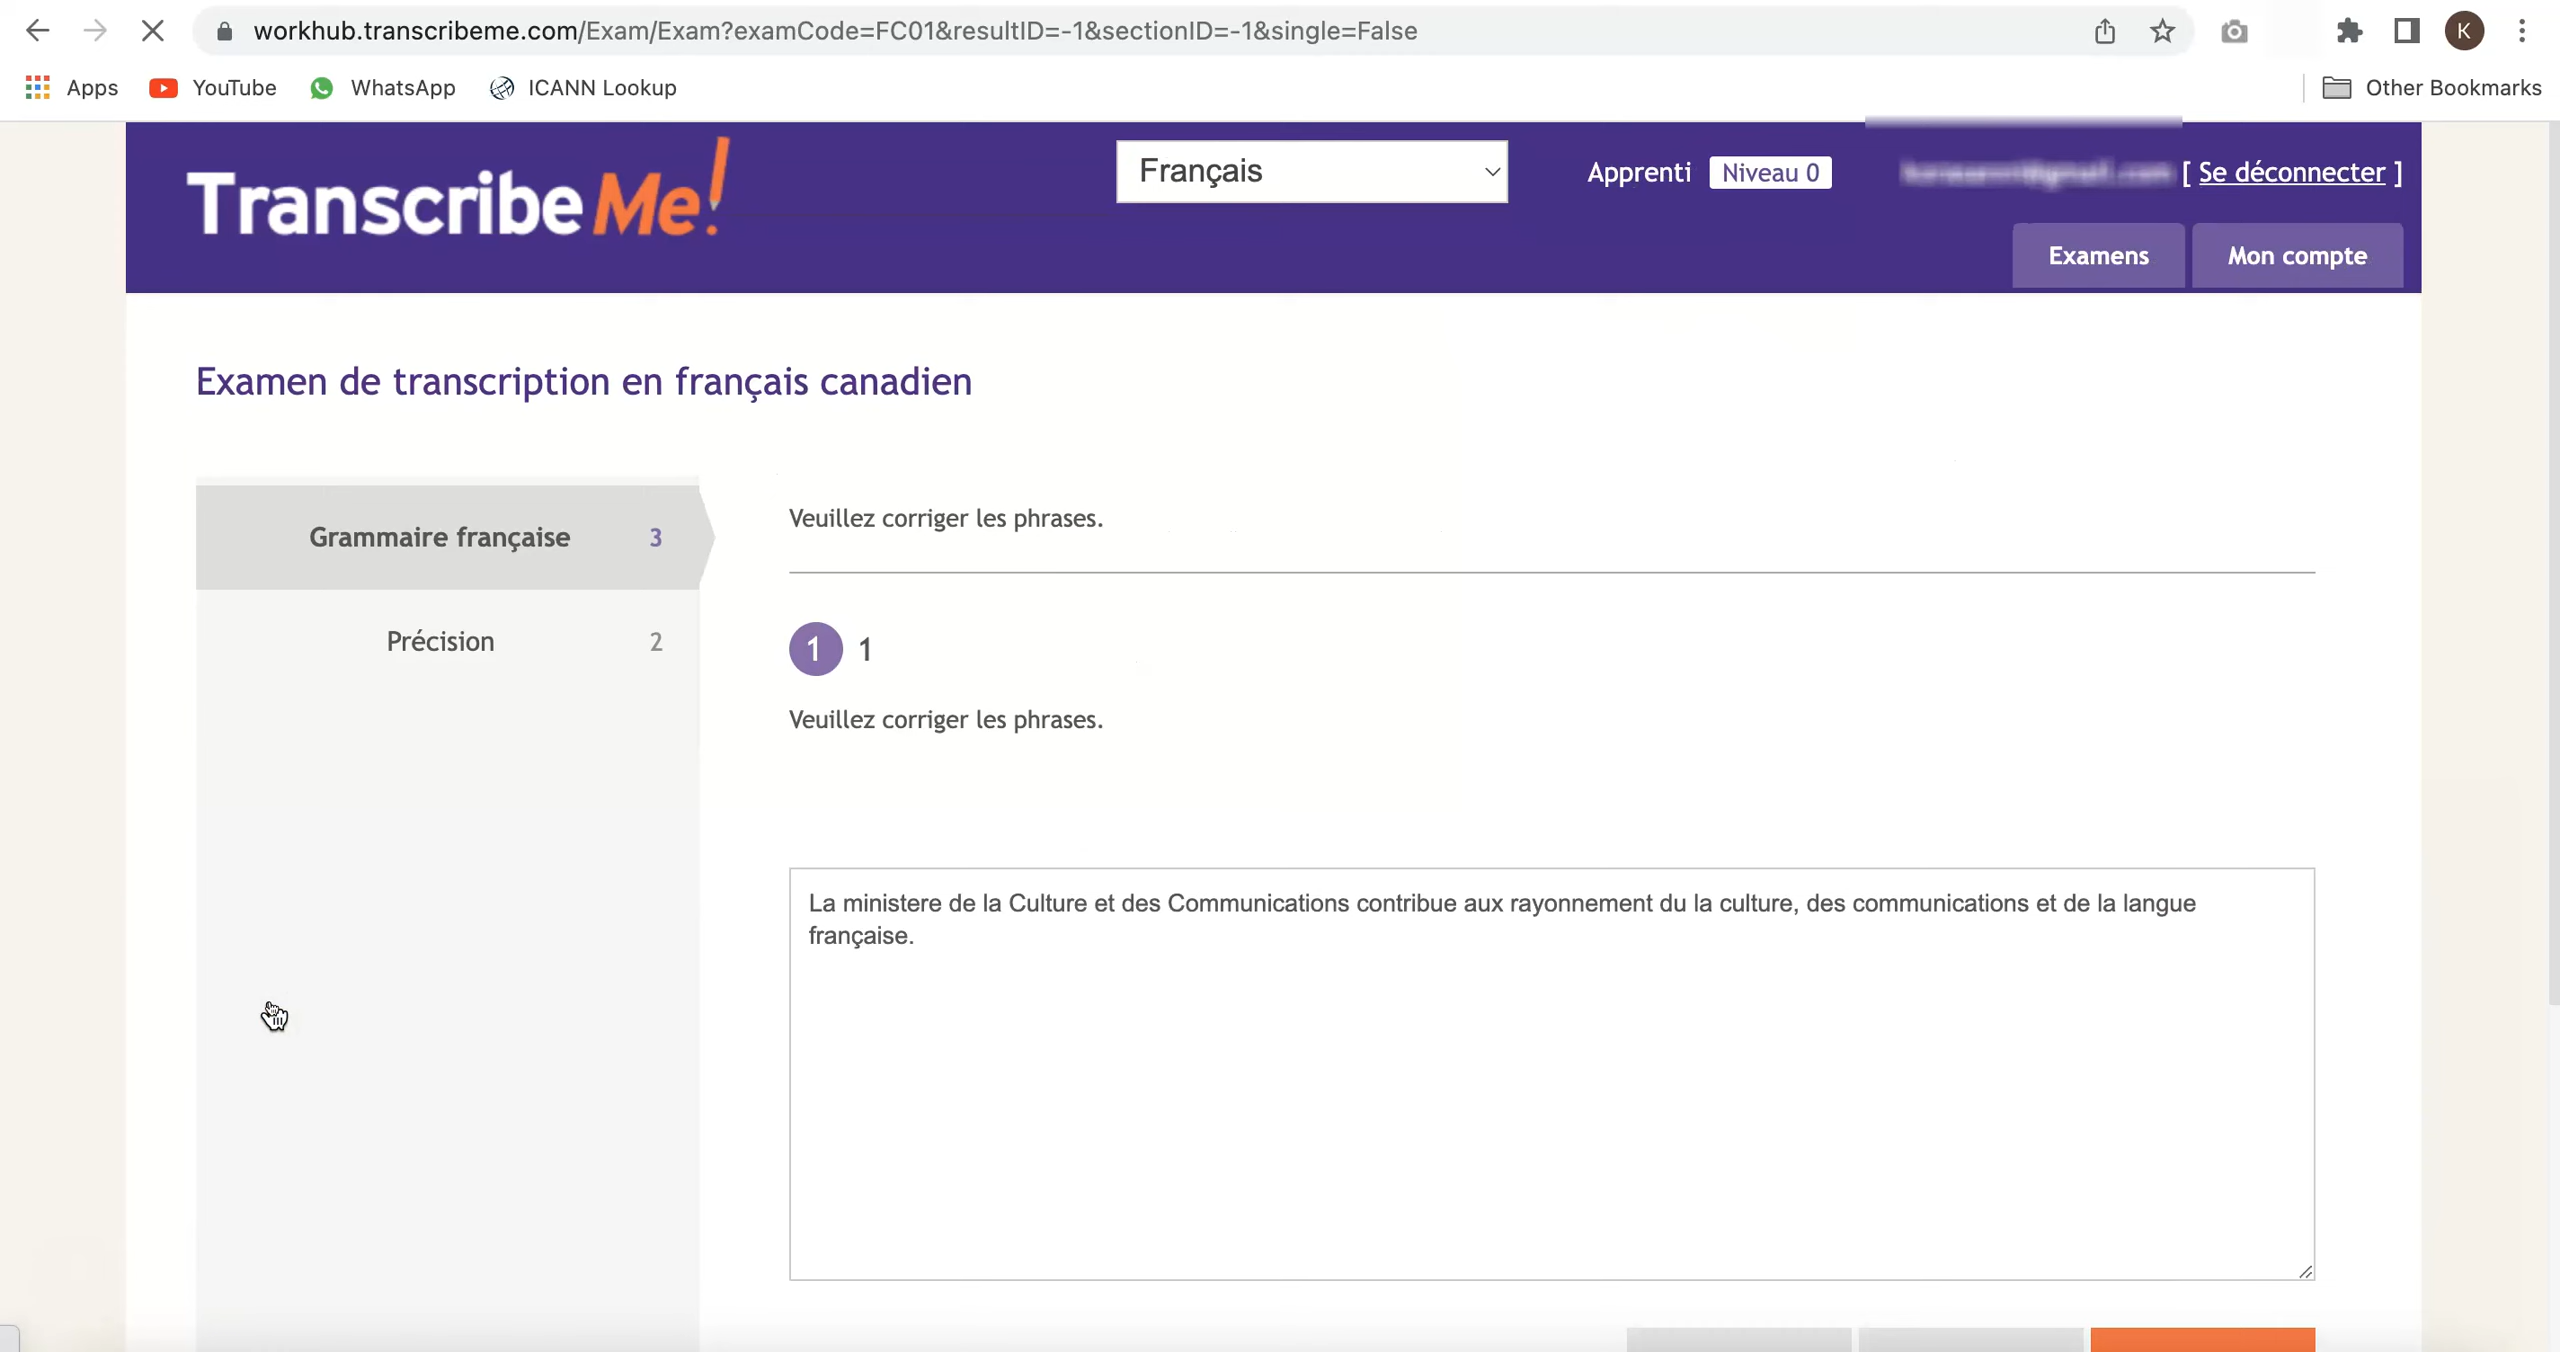 workhub.transcribeme.com/Exam/Exam?examCode=FC01&resultID=-1&sectionID=-1&single=False
K
Apps YouTube WhatsApp ICANN Lookup Other Bookmarks
TranscribeMe!
Français
Apprenti Niveau 0
[ Se déconnecter ]
Examens Mon compte
Examen de transcription en français canadien
Grammaire française 3
Précision 2
Veuillez corriger les phrases.
1 1
Veuillez corriger les phrases.
La ministere de la Culture et des Communications contribue aux rayonnement du la culture, des communications et de la langue
française.